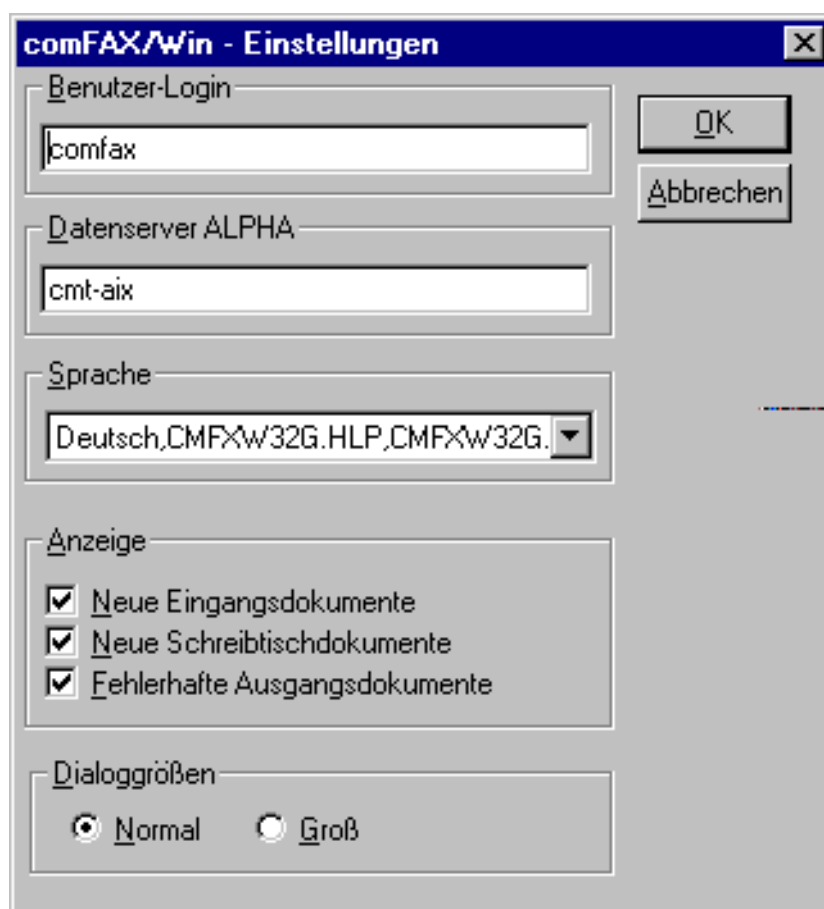 comFAX/Win - Einstellungen
Benutzer-Login
comfax
OK
Abbrechen
Datenserver ALPHA
cmt-aix
Sprache
Deutsch,CMFXW32G.HLP,CMFXW32G.
Anzeige
Neue Eingangsdokumente
Neue Schreibtischdokumente
Fehlerhafte Ausgangsdokumente
Dialoggrößen
Normal Groß